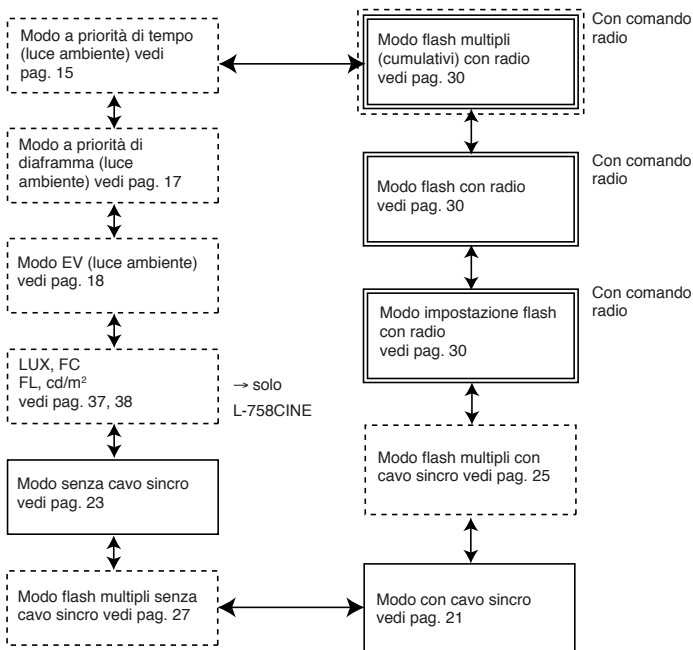 Modo a priorità di tempo
(luce ambiente) vedi
pag. 15
Modo a priorità di
diaframma (luce
ambiente) vedi pag. 17
Modo EV (luce ambiente)
vedi pag. 18
LUX, FC
FL, cd/m²
vedi pag. 37, 38
→ solo
L-758CINE
Modo senza cavo sincro
vedi pag. 23
Modo flash multipli senza
cavo sincro vedi pag. 27
Modo flash multipli
(cumulativi) con radio
vedi pag. 30
Con comando
radio
Modo flash con radio
vedi pag. 30
Con comando
radio
Modo impostazione flash
con radio
vedi pag. 30
Con comando
radio
Modo flash multipli con
cavo sincro vedi pag. 25
Modo con cavo sincro
vedi pag. 21